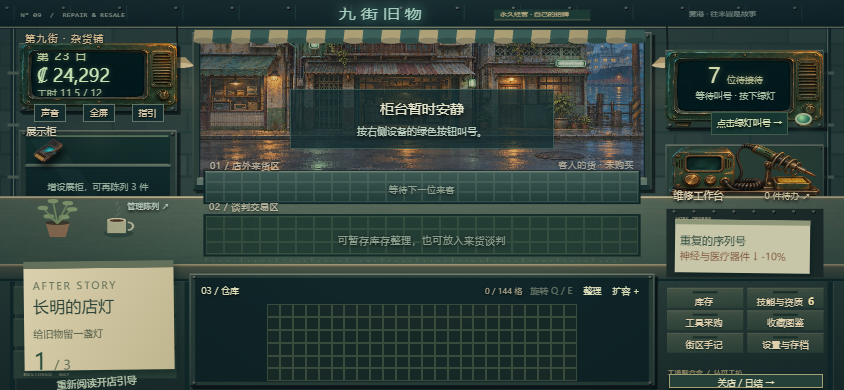 N° 09 / REPAIR & RESALE
九街旧物
永久经营 · 自己的招牌
第九街 · 杂货铺
第 23 日
₡ 24,292
工时 11.5 / 12
声音
全屏
指引
展示柜
增设展柜，可再陈列 3 件
管理陈列 ↗
AFTER STORY
长明的店灯
给旧物留一盏灯
1 / 3
重新阅读开店引导
柜台暂时安静
按右侧设备的绿色按钮叫号。
01 / 店外来货区
客人的货 · 未购买
等待下一位来客
02 / 谈判交易区
可暂存库存整理，也可放入来货谈判
03 / 仓库
0 / 144 格
旋转 Q / E
整理
扩容 +
7 位待接待
等待叫号 · 按下绿灯
点击绿灯叫号 →
维修工作台
0 件待办 ↗
重复的序列号
神经与医疗器件 ↓ -10%
库存
技能与资质 6
工具采购
收藏图鉴
街区手记
设置与存档
关店 / 日结 →